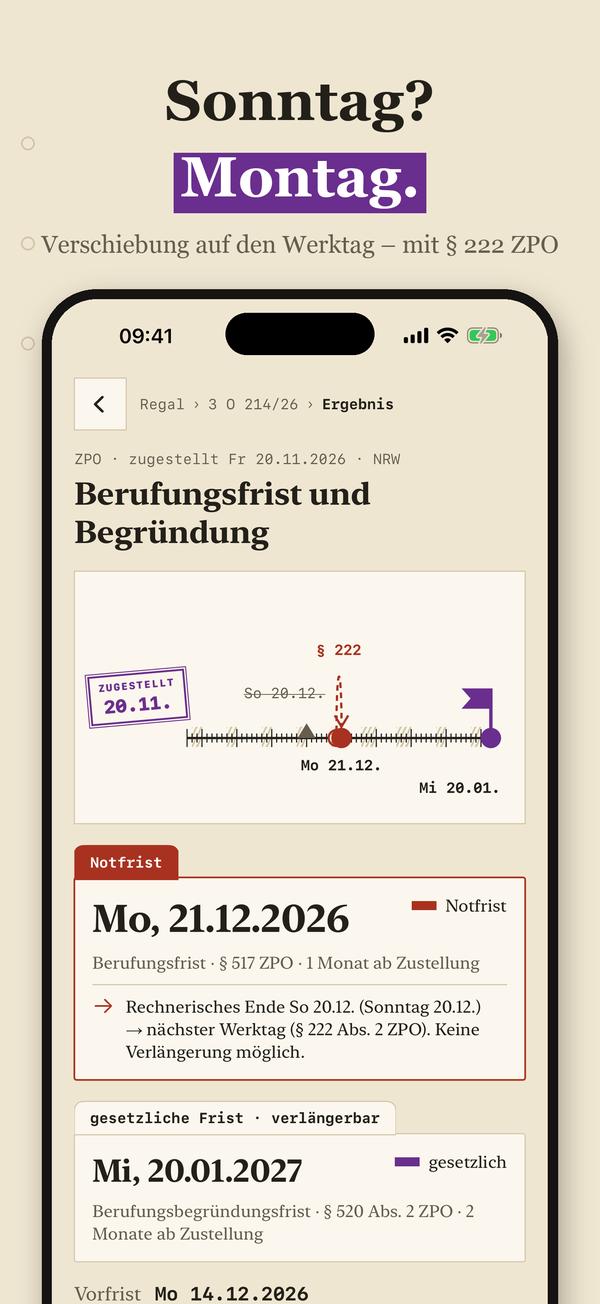 Sonntag?
Montag.
Verschiebung auf den Werktag – mit § 222 ZPO
09:41
Regal › 3 O 214/26 › Ergebnis
ZPO · zugestellt Fr 20.11.2026 · NRW
Berufungsfrist und
Begründung
§ 222
ZUGESTELLT
20.11.
So 20.12.
Mo 21.12.
Mi 20.01.
Notfrist
Mo, 21.12.2026
Notfrist
Berufungsfrist · § 517 ZPO · 1 Monat ab Zustellung
→ Rechnerisches Ende So 20.12. (Sonntag 20.12.)
→ nächster Werktag (§ 222 Abs. 2 ZPO). Keine
Verlängerung möglich.
gesetzliche Frist · verlängerbar
Mi, 20.01.2027
gesetzlich
Berufungsbegründungsfrist · § 520 Abs. 2 ZPO · 2
Monate ab Zustellung
Vorfrist Mo 14.12.2026